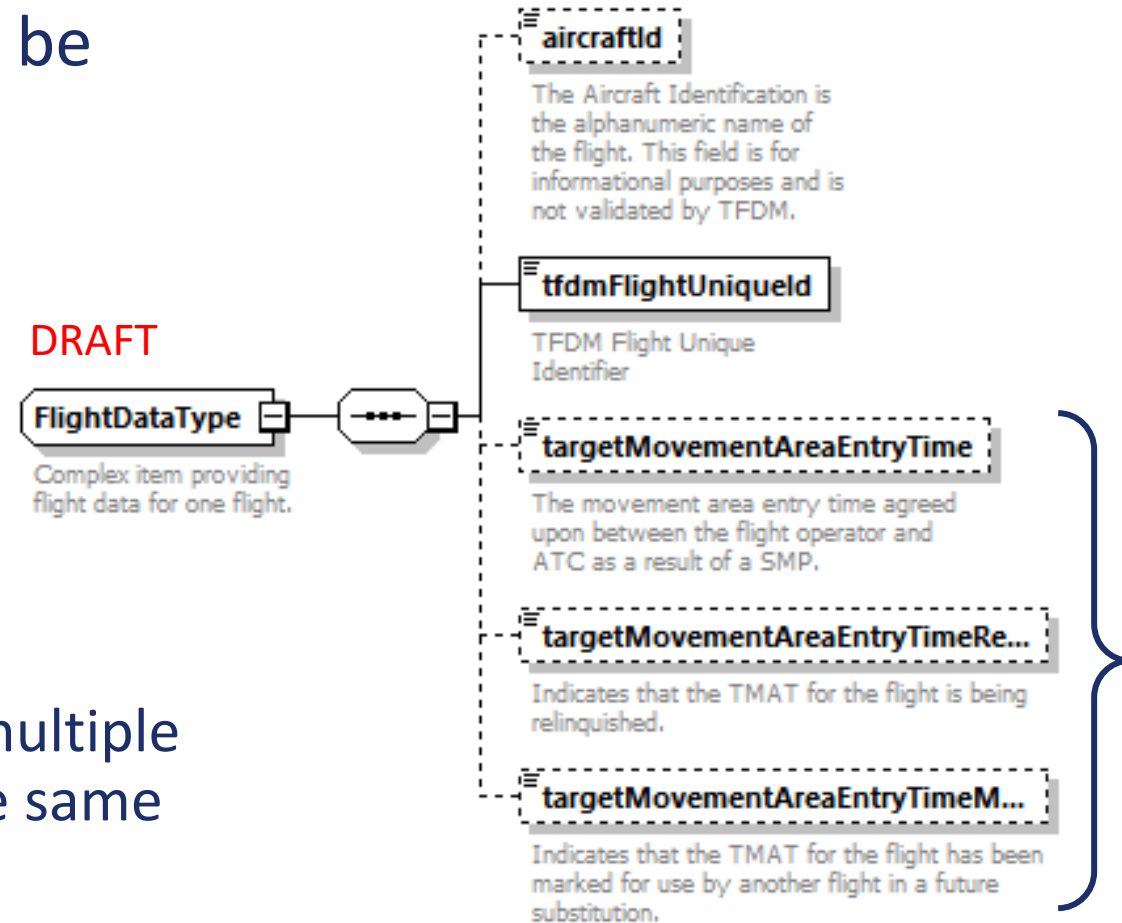 be
aircraftId
The Aircraft Identification is
the alphanumeric name of
the flight. This field is for
informational purposes and is
not validated by TFDM.
tfdmFlightUniqueId
TFDM Flight Unique
Identifier
DRAFT
FlightDataType
Complex item providing
flight data for one flight.
targetMovementAreaEntryTime
The movement area entry time agreed
upon between the flight operator and
ATC as a result of a SMP.
targetMovementAreaEntryTimeRe...
Indicates that the TMAT for the flight is being
relinquished.
multiple
same
targetMovementAreaEntryTimeM...
Indicates that the TMAT for the flight has been
marked for use by another flight in a future
substitution.